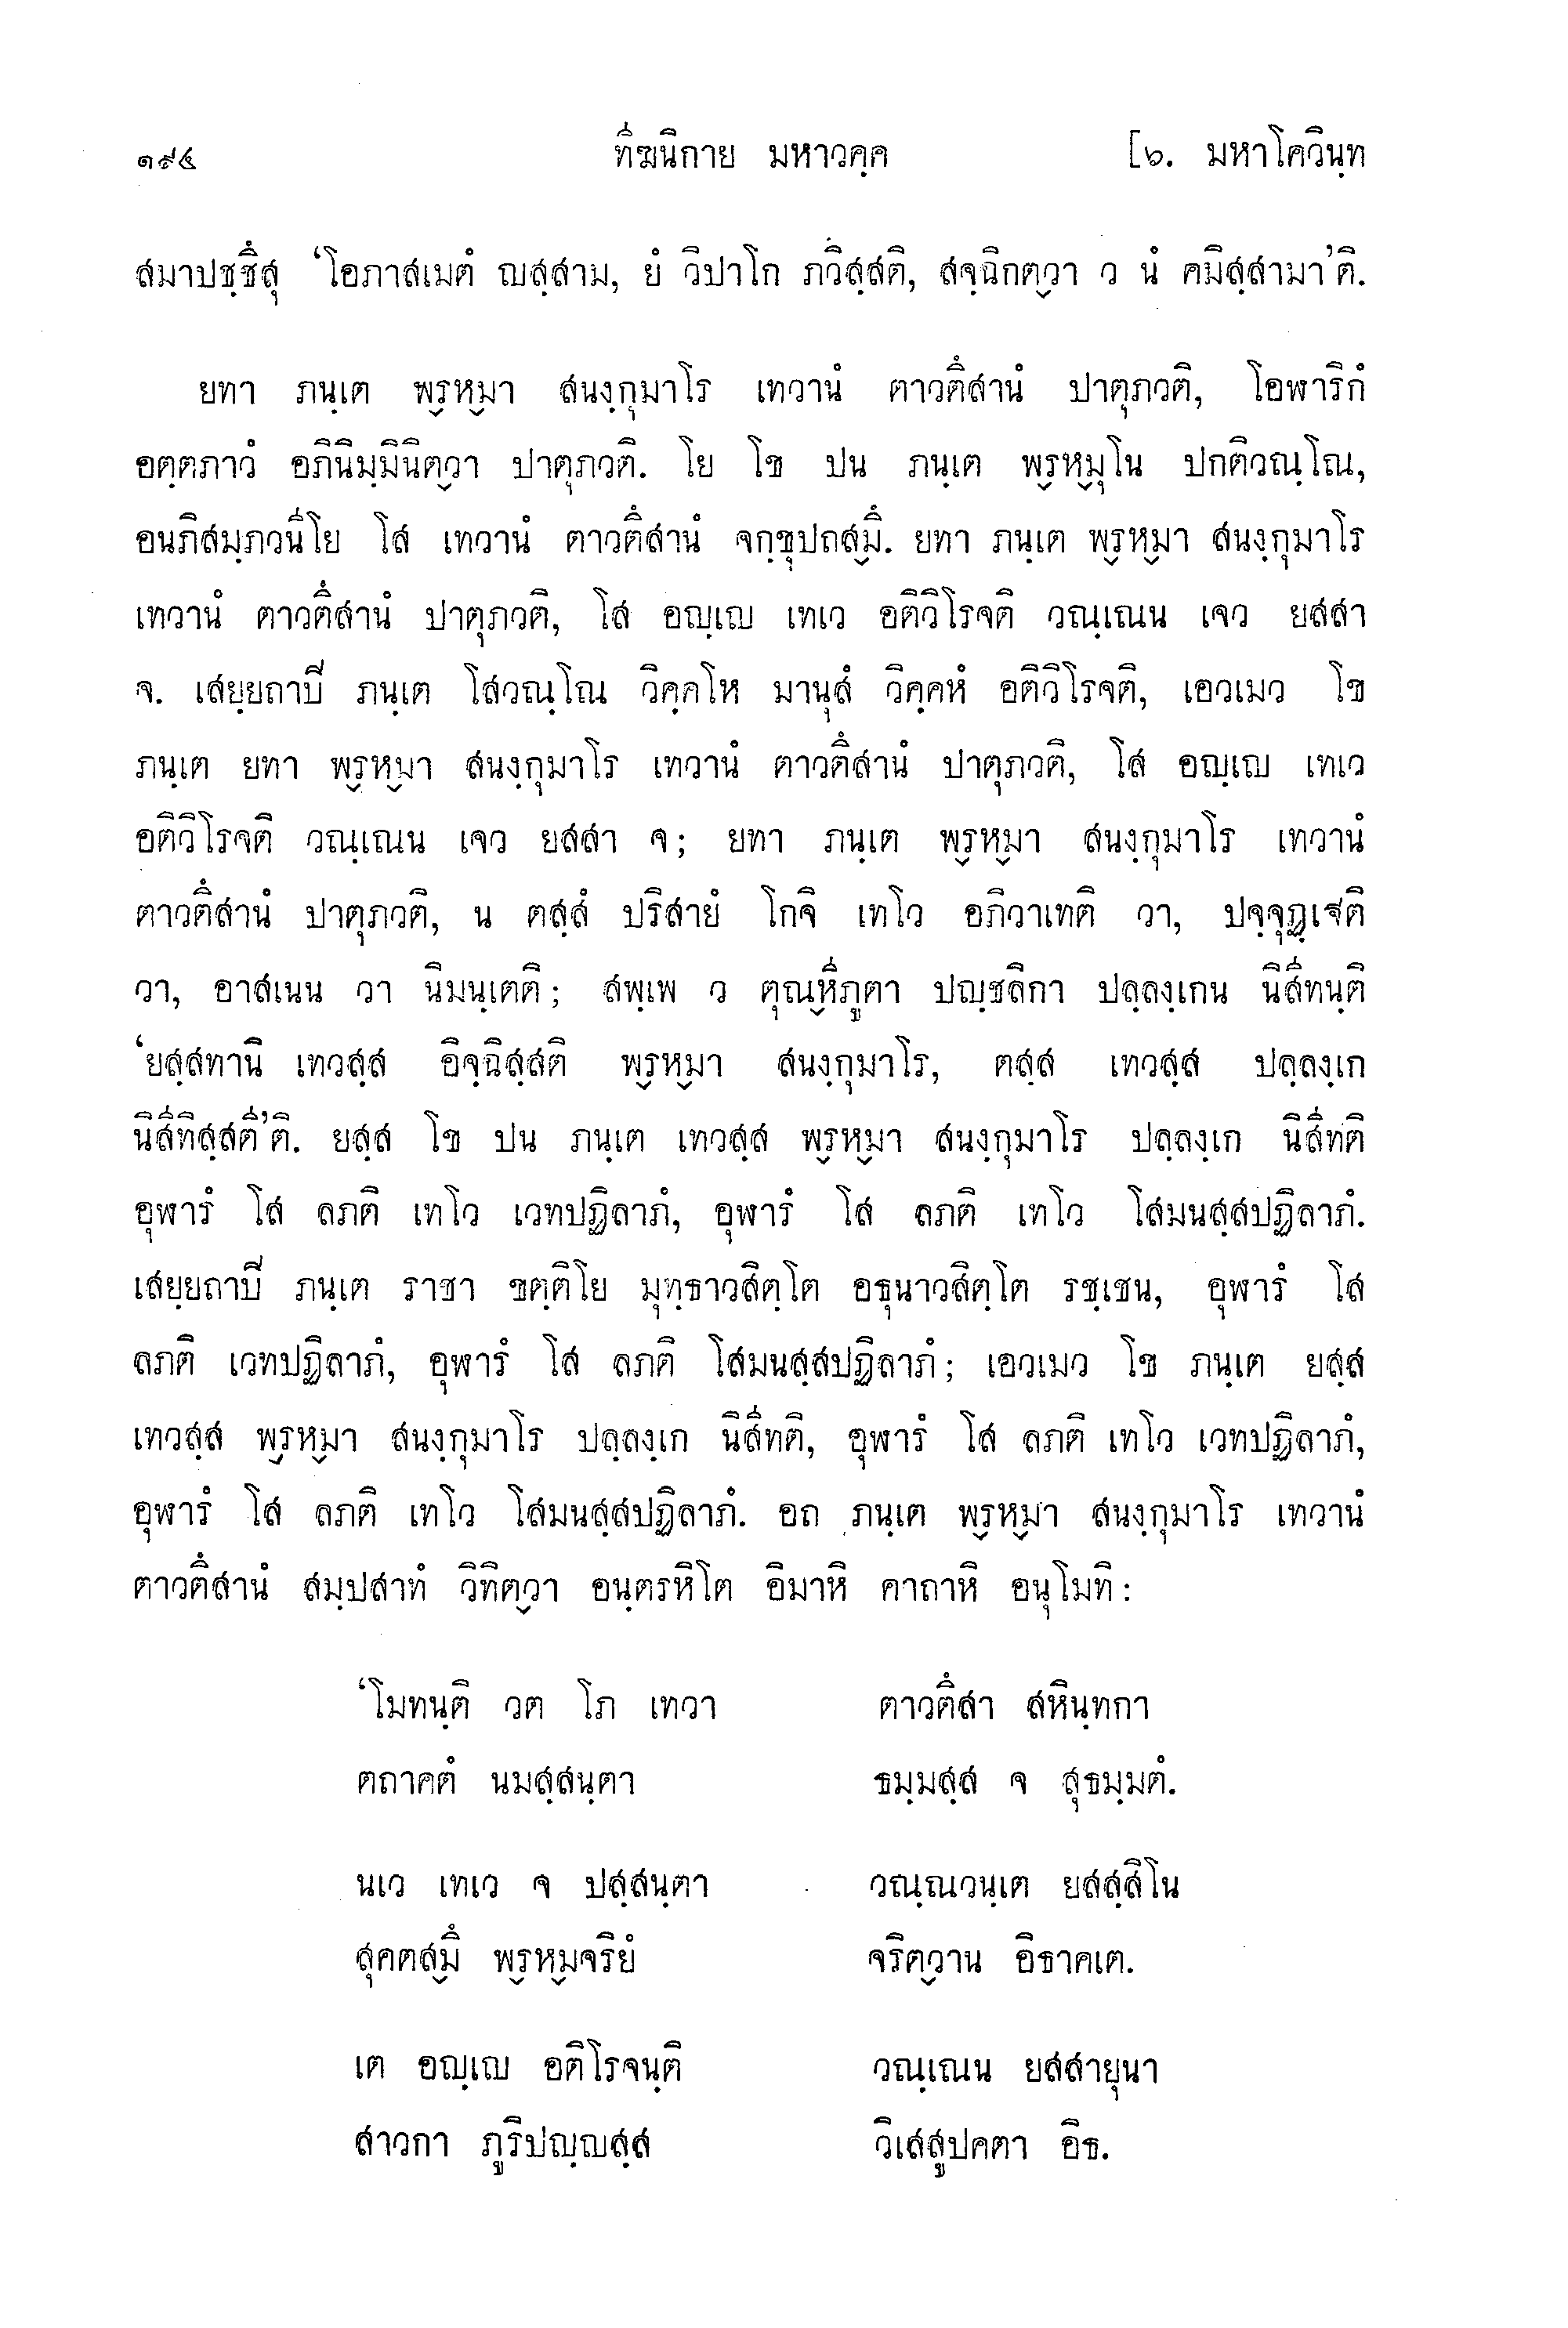 ๑๙๔ ทีฆนิกาย มหาวคฺค [๖. มหาโควินฺท
สมาปชฺชึสุ ‘โอภาสเมตํ ญสฺสาม, ยํ วิปาโก ภวิสฺสติ, สจฺฉิกตฺวา ว นํ คมิสฺสามา’ติ.
ยทา ภนฺเต พฺรหฺมา สนงฺกุมาโร เทวานํ ตาวตึสานํ ปาตุภวติ, โอฬาริกํ
อตฺตภาวํ อภินิมฺมินิตฺวา ปาตุภวติ. โย โข ปน ภนฺเต พฺรหฺมุโน ปกติวณฺโณ,
อนภิสมฺภวนีโย โส เทวานํ ตาวตึสานํ จกฺขุปถสฺมึ. ยทา ภนฺเต พฺรหฺมา สนงฺกุมาโร
เทวานํ ตาวตึสานํ ปาตุภวติ, โส อญฺเญ เทเว อติวิโรจติ วณฺเณน เจว ยสสา
จ. เสยฺยถาปี ภนฺเต โสวณฺโณ วิคฺคโห มานุสํ วิคฺคหํ อติวิโรจติ, เอวเมว โข
ภนฺเต ยทา พฺรหฺมา สนงฺกุมาโร เทวานํ ตาวตึสานํ ปาตุภวติ, โส อญฺเญ เทเว
อติวิโรจติ วณฺเณน เจว ยสสา จ; ยทา ภนฺเต พฺรหฺมา สนงฺกุมาโร เทวานํ
ตาวตึสานํ ปาตุภวติ, น ตสฺสํ ปริสายํ โกจิ เทโว อภิวาเทติ วา, ปจฺจุฏฺเฐติ
วา, อาสเนน วา นิมนฺเตติ; สพฺเพ ว ตุณฺหีภูตา ปญฺชลิกา ปลฺลงฺเกน นิสีทนฺติ
‘ยสฺสทานิ เทวสฺส อิจฺฉิสฺสติ พฺรหฺมา สนงฺกุมาโร, ตสฺส เทวสฺส ปลฺลงฺเก
นิสีทิสฺสตี’ติ. ยสฺส โข ปน ภนฺเต เทวสฺส พฺรหฺมา สนงฺกุมาโร ปลฺลงฺเก นิสีทติ
อุฬารํ โส ลภติ เทโว เวทปฏิลาภํ, อุฬารํ โส ลภติ เทโว โสมนสฺสปฏิลาภํ.
เสยฺยถาปี ภนฺเต ราชา ขตฺติโย มุทฺธาวสิตฺโต อธุนาวสิตฺโต รชฺเชน, อุฬารํ โส
ลภติ เวทปฏิลาภํ, อุฬารํ โส ลภติ โสมนสฺสปฏิลาภํ; เอวเมว โข ภนฺเต ยสฺส
เทวสฺส พฺรหฺมา สนงฺกุมาโร ปลฺลงฺเก นิสีทติ, อุฬารํ โส ลภติ เทโว เวทปฏิลาภํ,
อุฬารํ โส ลภติ เทโว โสมนสฺสปฏิลาภํ. อถ ภนฺเต พฺรหฺมา สนงฺกุมาโร เทวานํ
ตาวตึสานํ สมฺปสาทํ วิทิตฺวา อนฺตรหิโต อิมาหิ คาถาหิ อนุโมทิ:
‘โมทนฺติ วต โภ เทวา ตาวตึสา สหินฺทกา
ตถาคตํ นมสฺสนฺตา ธมฺมสฺส จ สุธมฺมตํ.
นเว เทเว จ ปสฺสนฺตา วณฺณวนฺเต ยสสฺสิโน
สุคตสฺมึ พฺรหฺมจริยํ จริตฺวาน อิธาคเต.
เต อญฺเญ อติโรจนฺติ วณฺเณน ยสสายุนา
สาวกา ภูริปญฺญสฺส วิเสสูปคตา อิธ.